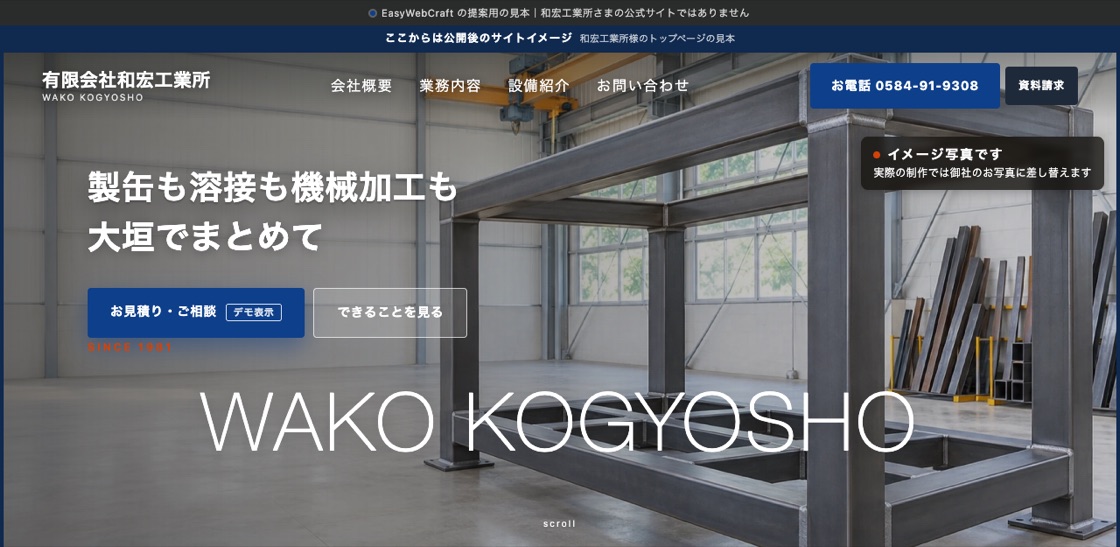 EasyWebCraft の提案用の見本｜和宏工業所さまの公式サイトではありません
ここからは公開後のサイトイメージ 和宏工業所様のトップページの見本
有限会社和宏工業所
WAKO KOGYOSHO
会社概要 業務内容 設備紹介 お問い合わせ
お電話 0584-91-9308
資料請求
イメージ写真です
実際の制作では御社のお写真に差し替えます
製缶も溶接も機械加工も
大垣でまとめて
お見積り・ご相談 デモ表示
できることを見る
SINCE
WAKO KOGYOSHO
scroll